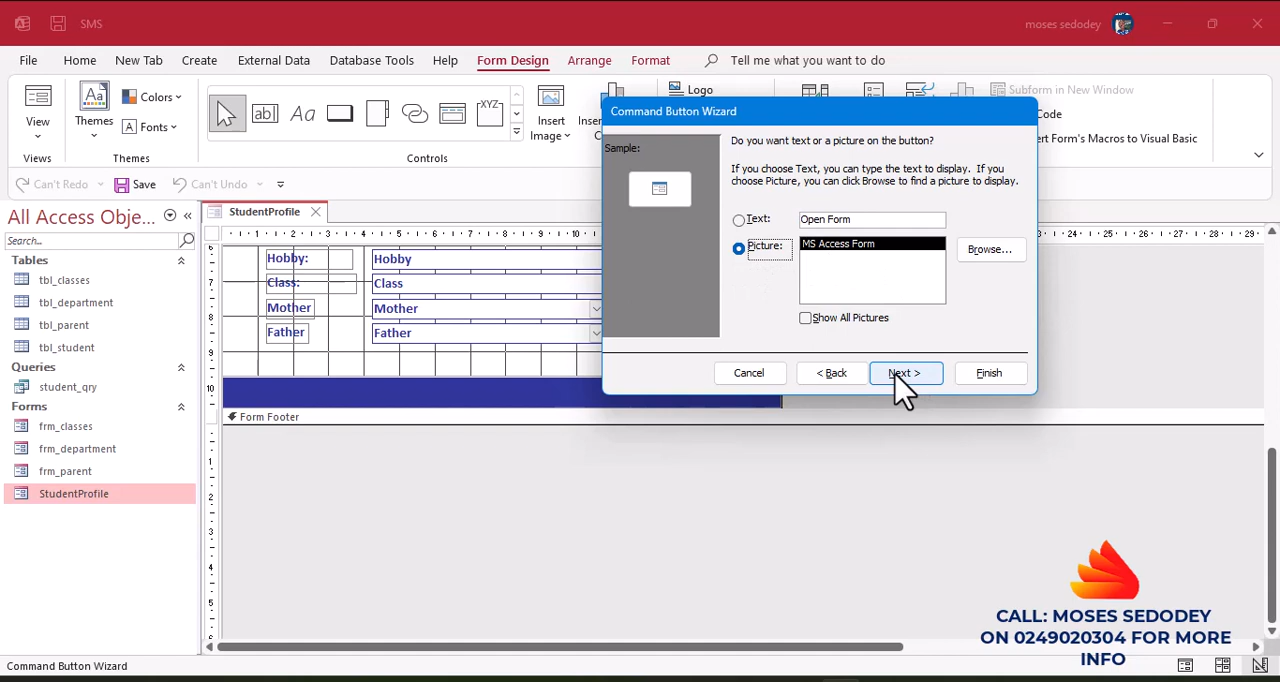 SMS
moses sedodey
File Home New Tab Create External Data Database Tools Help Form Design Arrange Format Tell me what you want to do
View
Views
Themes
Colors
Fonts
Themes
Aa
ab
Aa
XYZ
Controls
Insert
Image
Logo
Subform in New Window
Code
ert Form's Macros to Visual Basic
Can't Redo Save Can't Undo
All Access Obje...
Search...
Tables
tbl_classes
tbl_department
tbl_parent
tbl_student
Queries
student_qry
Forms
frm_classes
frm_department
frm_parent
StudentProfile
StudentProfile
Hobby: Hobby
Class: Class
Mother Mother
Father Father
Form Footer
Command Button Wizard
Sample:
Do you want text or a picture on the button?
If you choose Text, you can type the text to display. If you
choose Picture, you can click Browse to find a picture to display.
Text: Open Form
Picture: MS Access Form
Browse...
Show All Pictures
Cancel < Back Next > Finish
CALL: MOSES SEDODEY
ON 0249020304 FOR MORE
INFO
Command Button Wizard